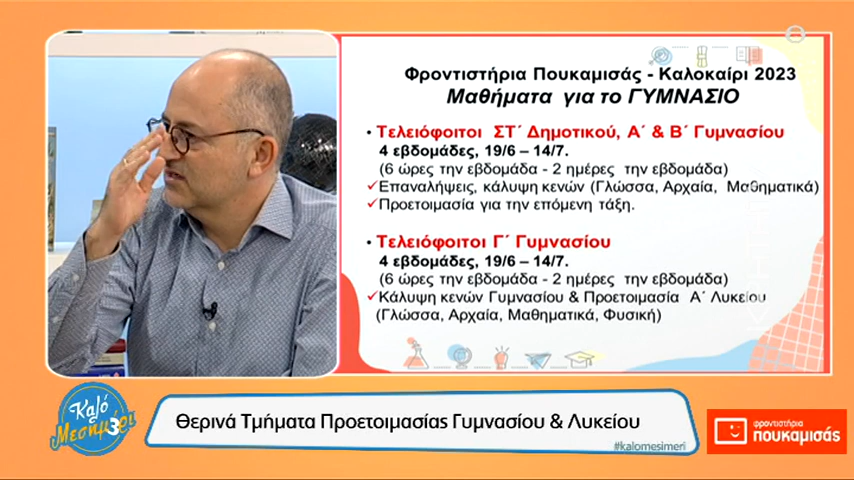 Φροντιστήρια Πουκαμισάς - Καλοκαίρι 2023
Μαθήματα για το ΓΥΜΝΑΣΙΟ
• Τελειόφοιτοι ΣΤ΄ Δημοτικού, Α΄ & Β΄ Γυμνασίου
4 εβδομάδες, 19/6 – 14/7.
(6 ώρες την εβδομάδα - 2 ημέρες την εβδομάδα)
✓Επαναλήψεις, κάλυψη κενών (Γλώσσα, Αρχαία, Μαθηματικά)
✓Προετοιμασία για την επόμενη τάξη.
• Τελειόφοιτοι Γ΄ Γυμνασίου
4 εβδομάδες, 19/6 – 14/7.
(6 ώρες την εβδομάδα - 2 ημέρες την εβδομάδα)
✓Κάλυψη κενών Γυμνασίου & Προετοιμασία Α΄ Λυκείου
(Γλώσσα, Αρχαία, Μαθηματικά, Φυσική)
Καλό
Μεσημέρι
3
Θερινά Τμήματα Προετοιμασίας Γυμνασίου & Λυκείου
#kalomesimeri
φροντιστήρια
πουκαμισάς